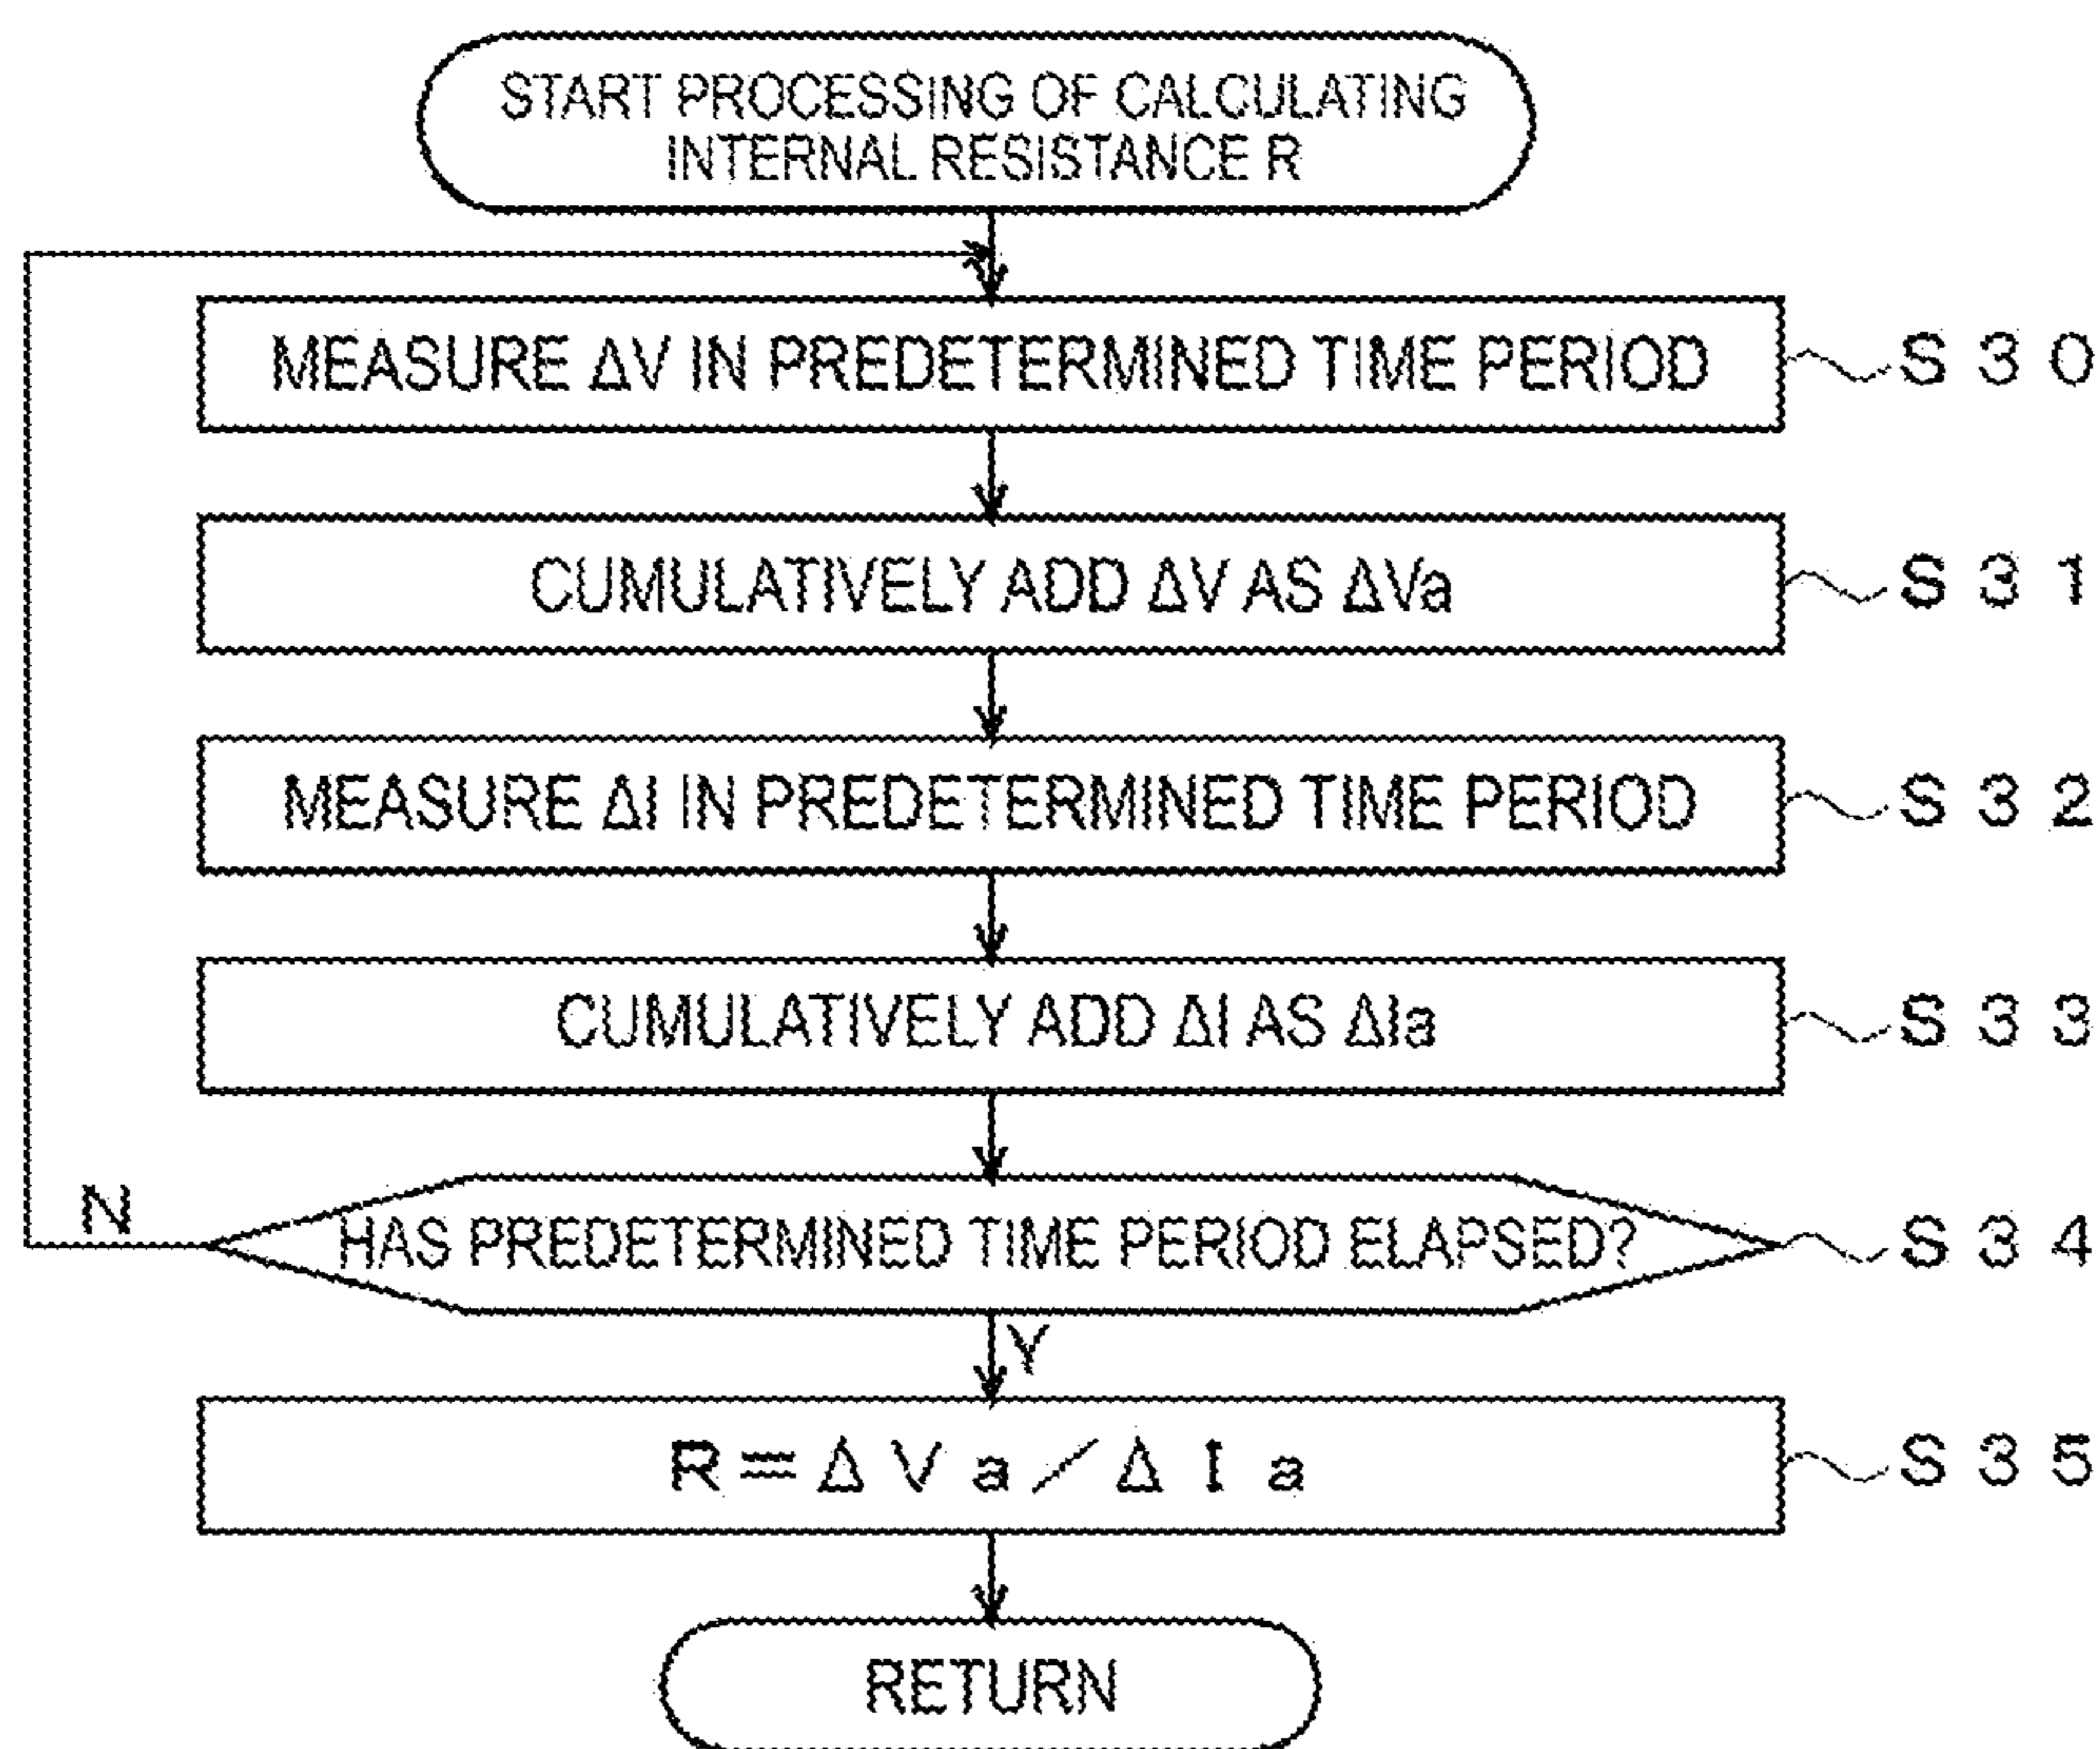 START PROCESSING OF CALCULATING
INTERNAL RESISTANCE R
MEASURE ΔV IN PREDETERMINED TIME PERIOD
S30
CUMULATIVELY ADD ΔV AS ΔVa
S31
MEASURE ΔI IN PREDETERMINED TIME PERIOD
S32
CUMULATIVELY ADD ΔI AS ΔIa
S33
N
HAS PREDETERMINED TIME PERIOD ELAPSED?
S34
Y
R=ΔVa/ΔIa
S35
RETURN